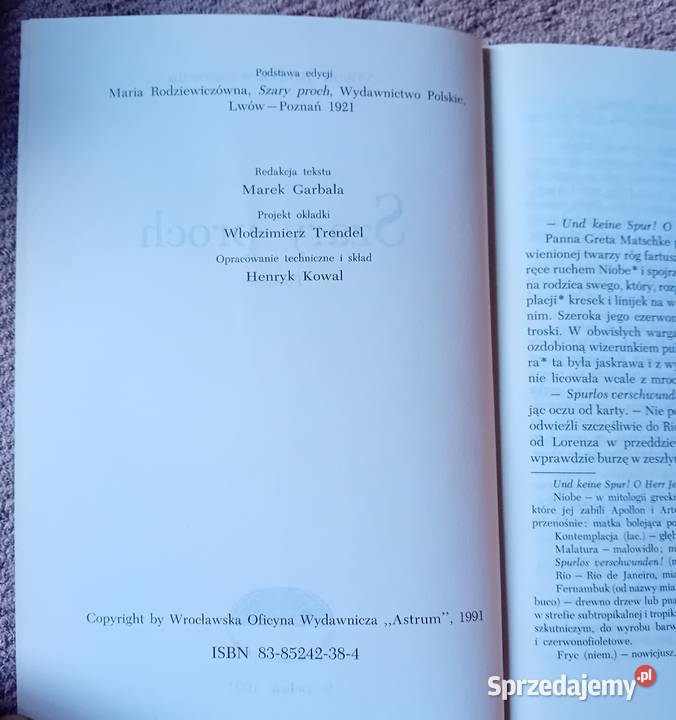 Podstawa edycji
Maria Rodziewiczówna, Szary proch, Wydawnictwo Polskie,
Lwów – Poznań 1921
Redakcja tekstu
Marek Garbala
Projekt okładki
Włodzimierz Trendel
Opracowanie techniczne i skład
Henryk Kowal
Copyright by Wrocławska Oficyna Wydawnicza „Astrum", 1991
ISBN 83-85242-38-4
– Und keine Spur! O
Panna Greta Matschke
wienionej twarzy róg fartusz
ręce ruchem Niobe* i spojrz
na rodzica swego, który, roz
placji* kresek i linijek na w
nim. Szeroka jego czerwon
troski. W obwisłych warga
ozdobioną wizerunkiem pu
ra* ta była jaskrawa i z wy
nie licowała wcale z mroc
– Spurlos verschwund
jąc oczu od karty. – Nie po
odwieźli szczęśliwie do Ri
od Lorenza w przeddzie
wprawdzie burzę w zeszły
Und keine Spur! O Herr Je
Niobe – w mitologii grecki
które jej zabili Apollon i Art
przenośnie: matka bolejąca po
Kontemplacja (łac.) – głęb
Malatura – malowidło; m
Spurlos verschwunden! (n
Rio – Rio de Janeiro, mia
Fernambuk (od nazwy mia
buco) – drewno drzew lub pną
w strefie subtropikalnej i tropik
szkutniczym, do wyrobu barw
i czerwonofioletowe.
Fryc (niem.) – nowicjusz.
Sprzedajemy.pl